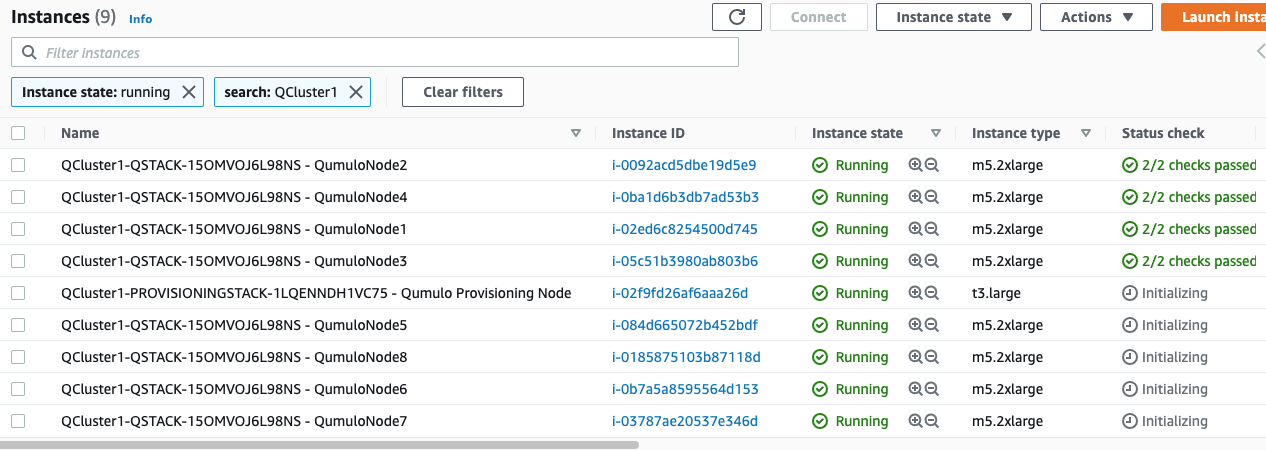 Instances (9) Info Connect Instance state Actions Launch insta
Filter instances
Instance state: running search: QCluster1 Clear filters
Name Instance ID Instance state Instance type Status check
QCluster1-QSTACK-15OMVOJ6L98NS - QumuloNode2 i-0092acd5dbe19d5e9 Running m5.2xlarge 2/2 checks passed
QCluster1-QSTACK-15OMVOJ6L98NS - QumuloNode4 i-0ba1d6b3db7ad53b3 Running m5.2xlarge 2/2 checks passed
QCluster1-QSTACK-15OMVOJ6L98NS - QumuloNode1 i-02ed6c8254500d745 Running m5.2xlarge 2/2 checks passed
QCluster1-QSTACK-15OMVOJ6L98NS - QumuloNode3 i-05c51b3980ab803b6 Running m5.2xlarge 2/2 checks passed
QCluster1-PROVISIONINGSTACK-1LQENNDH1VC75 - Qumulo Provisioning Node i-02f9fd26af6aaa26d Running t3.large Initializing
QCluster1-QSTACK-15OMVOJ6L98NS - QumuloNode5 i-084d665072b452bdf Running m5.2xlarge Initializing
QCluster1-QSTACK-15OMVOJ6L98NS - QumuloNode8 i-0185875103b87118d Running m5.2xlarge Initializing
QCluster1-QSTACK-15OMVOJ6L98NS - QumuloNode6 i-0b7a5a8595564d153 Running m5.2xlarge Initializing
QCluster1-QSTACK-15OMVOJ6L98NS - QumuloNode7 i-03787ae20537e346d Running m5.2xlarge Initializing